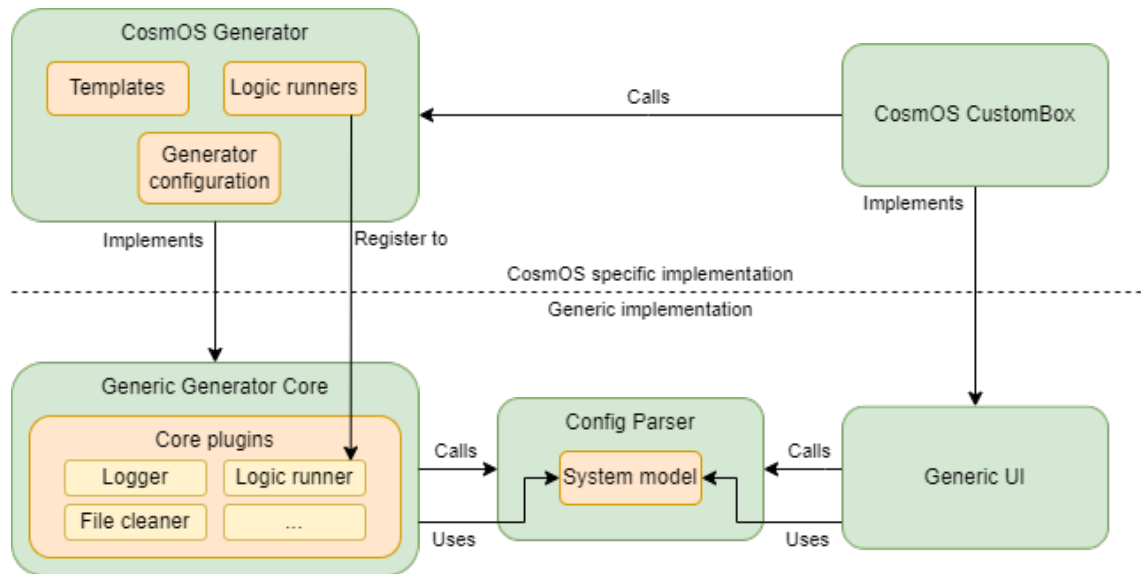 CosmOS Generator
Templates
Logic runners
Generator
configuration
Calls
CosmOS CustomBox
Implements
Register to
Implements
CosmOS specific implementation
Generic implementation
Generic Generator Core
Core plugins
Logger
Logic runner
File cleaner
...
Calls
Uses
Config Parser
System model
Calls
Uses
Generic UI